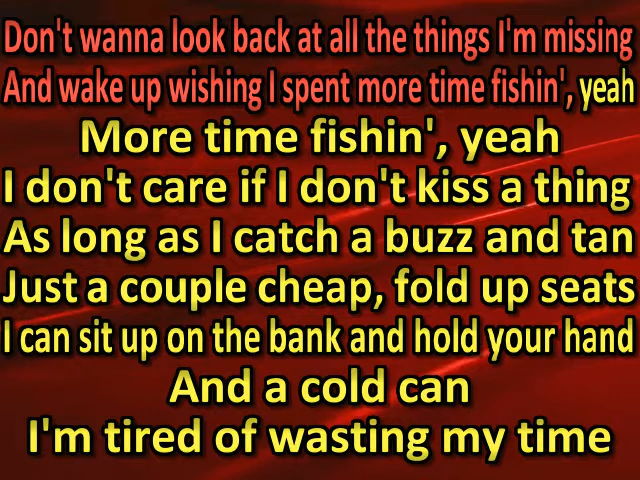 Don't wanna look back at all the things I'm missing
And wake up wishing I spent more time fishin', yeah
More time fishin', yeah
I don't care if I don't kiss a thing
As long as I catch a buzz and tan
Just a couple cheap, fold up seats
I can sit up on the bank and hold your hand
And a cold can
I'm tired of wasting my time